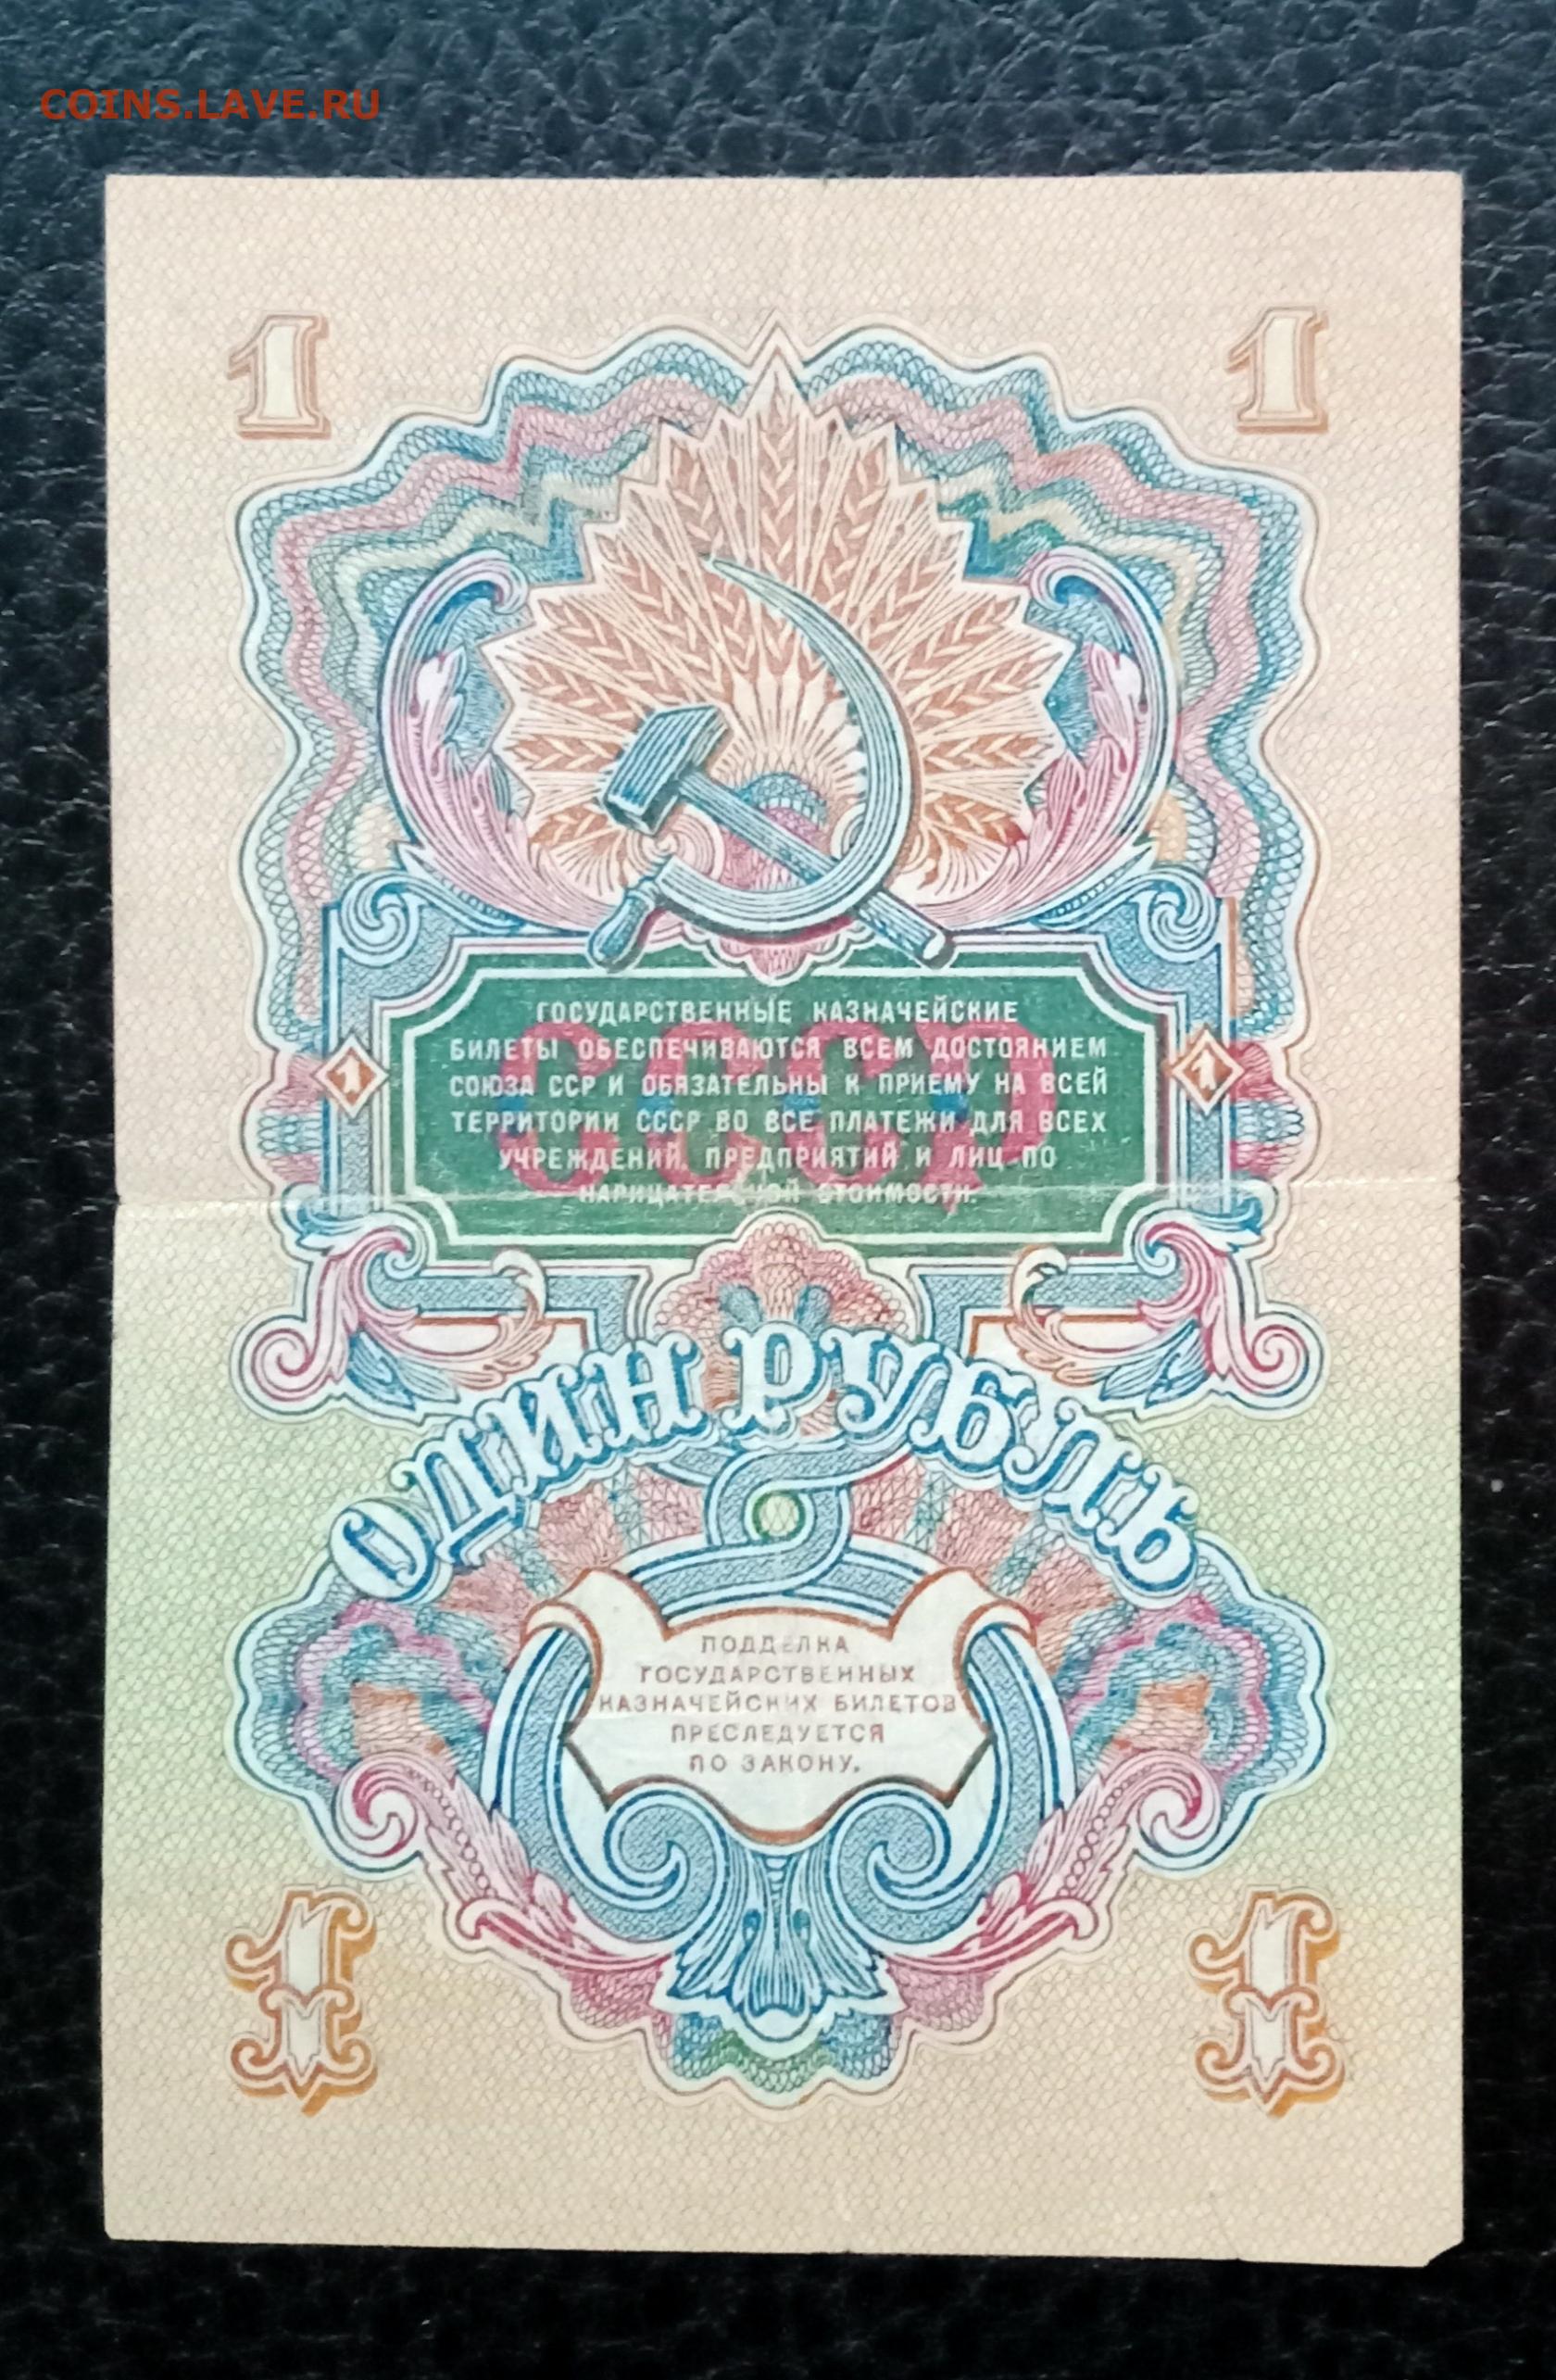 COINS.LAVE.RU
1 1
СССР
ГОСУДАРСТВЕННЫЕ КАЗНАЧЕЙСКИЕ
БИЛЕТЫ ОБЕСПЕЧИВАЮТСЯ ВСЕМ ДОСТОЯНИЕМ
1 СОЮЗА ССР И ОБЯЗАТЕЛЬНЫ К ПРИЕМУ НА ВСЕЙ 1
ТЕРРИТОРИИ СССР ВО ВСЕ ПЛАТЕЖИ ДЛЯ ВСЕХ
УЧРЕЖДЕНИЙ, ПРЕДПРИЯТИЙ И ЛИЦ ПО
НАРИЦАТЕЛЬНОЙ СТОИМОСТИ.
ОДИН РУБЛЬ
ПОДДЕЛКА
ГОСУДАРСТВЕННЫХ
КАЗНАЧЕЙСКИХ БИЛЕТОВ
ПРЕСЛЕДУЕТСЯ
ПО ЗАКОНУ.
1 1